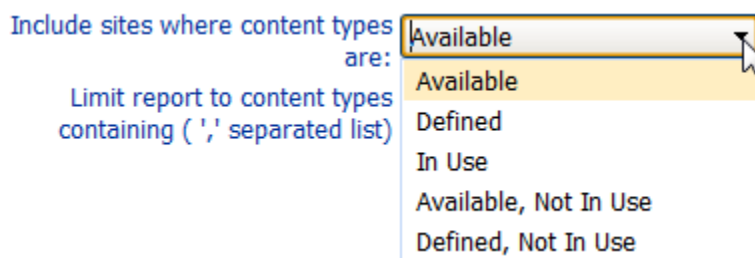 Include sites where content types
are:
Available
Limit report to content types
containing ( ',' separated list)
Available
Defined
In Use
Available, Not In Use
Defined, Not In Use